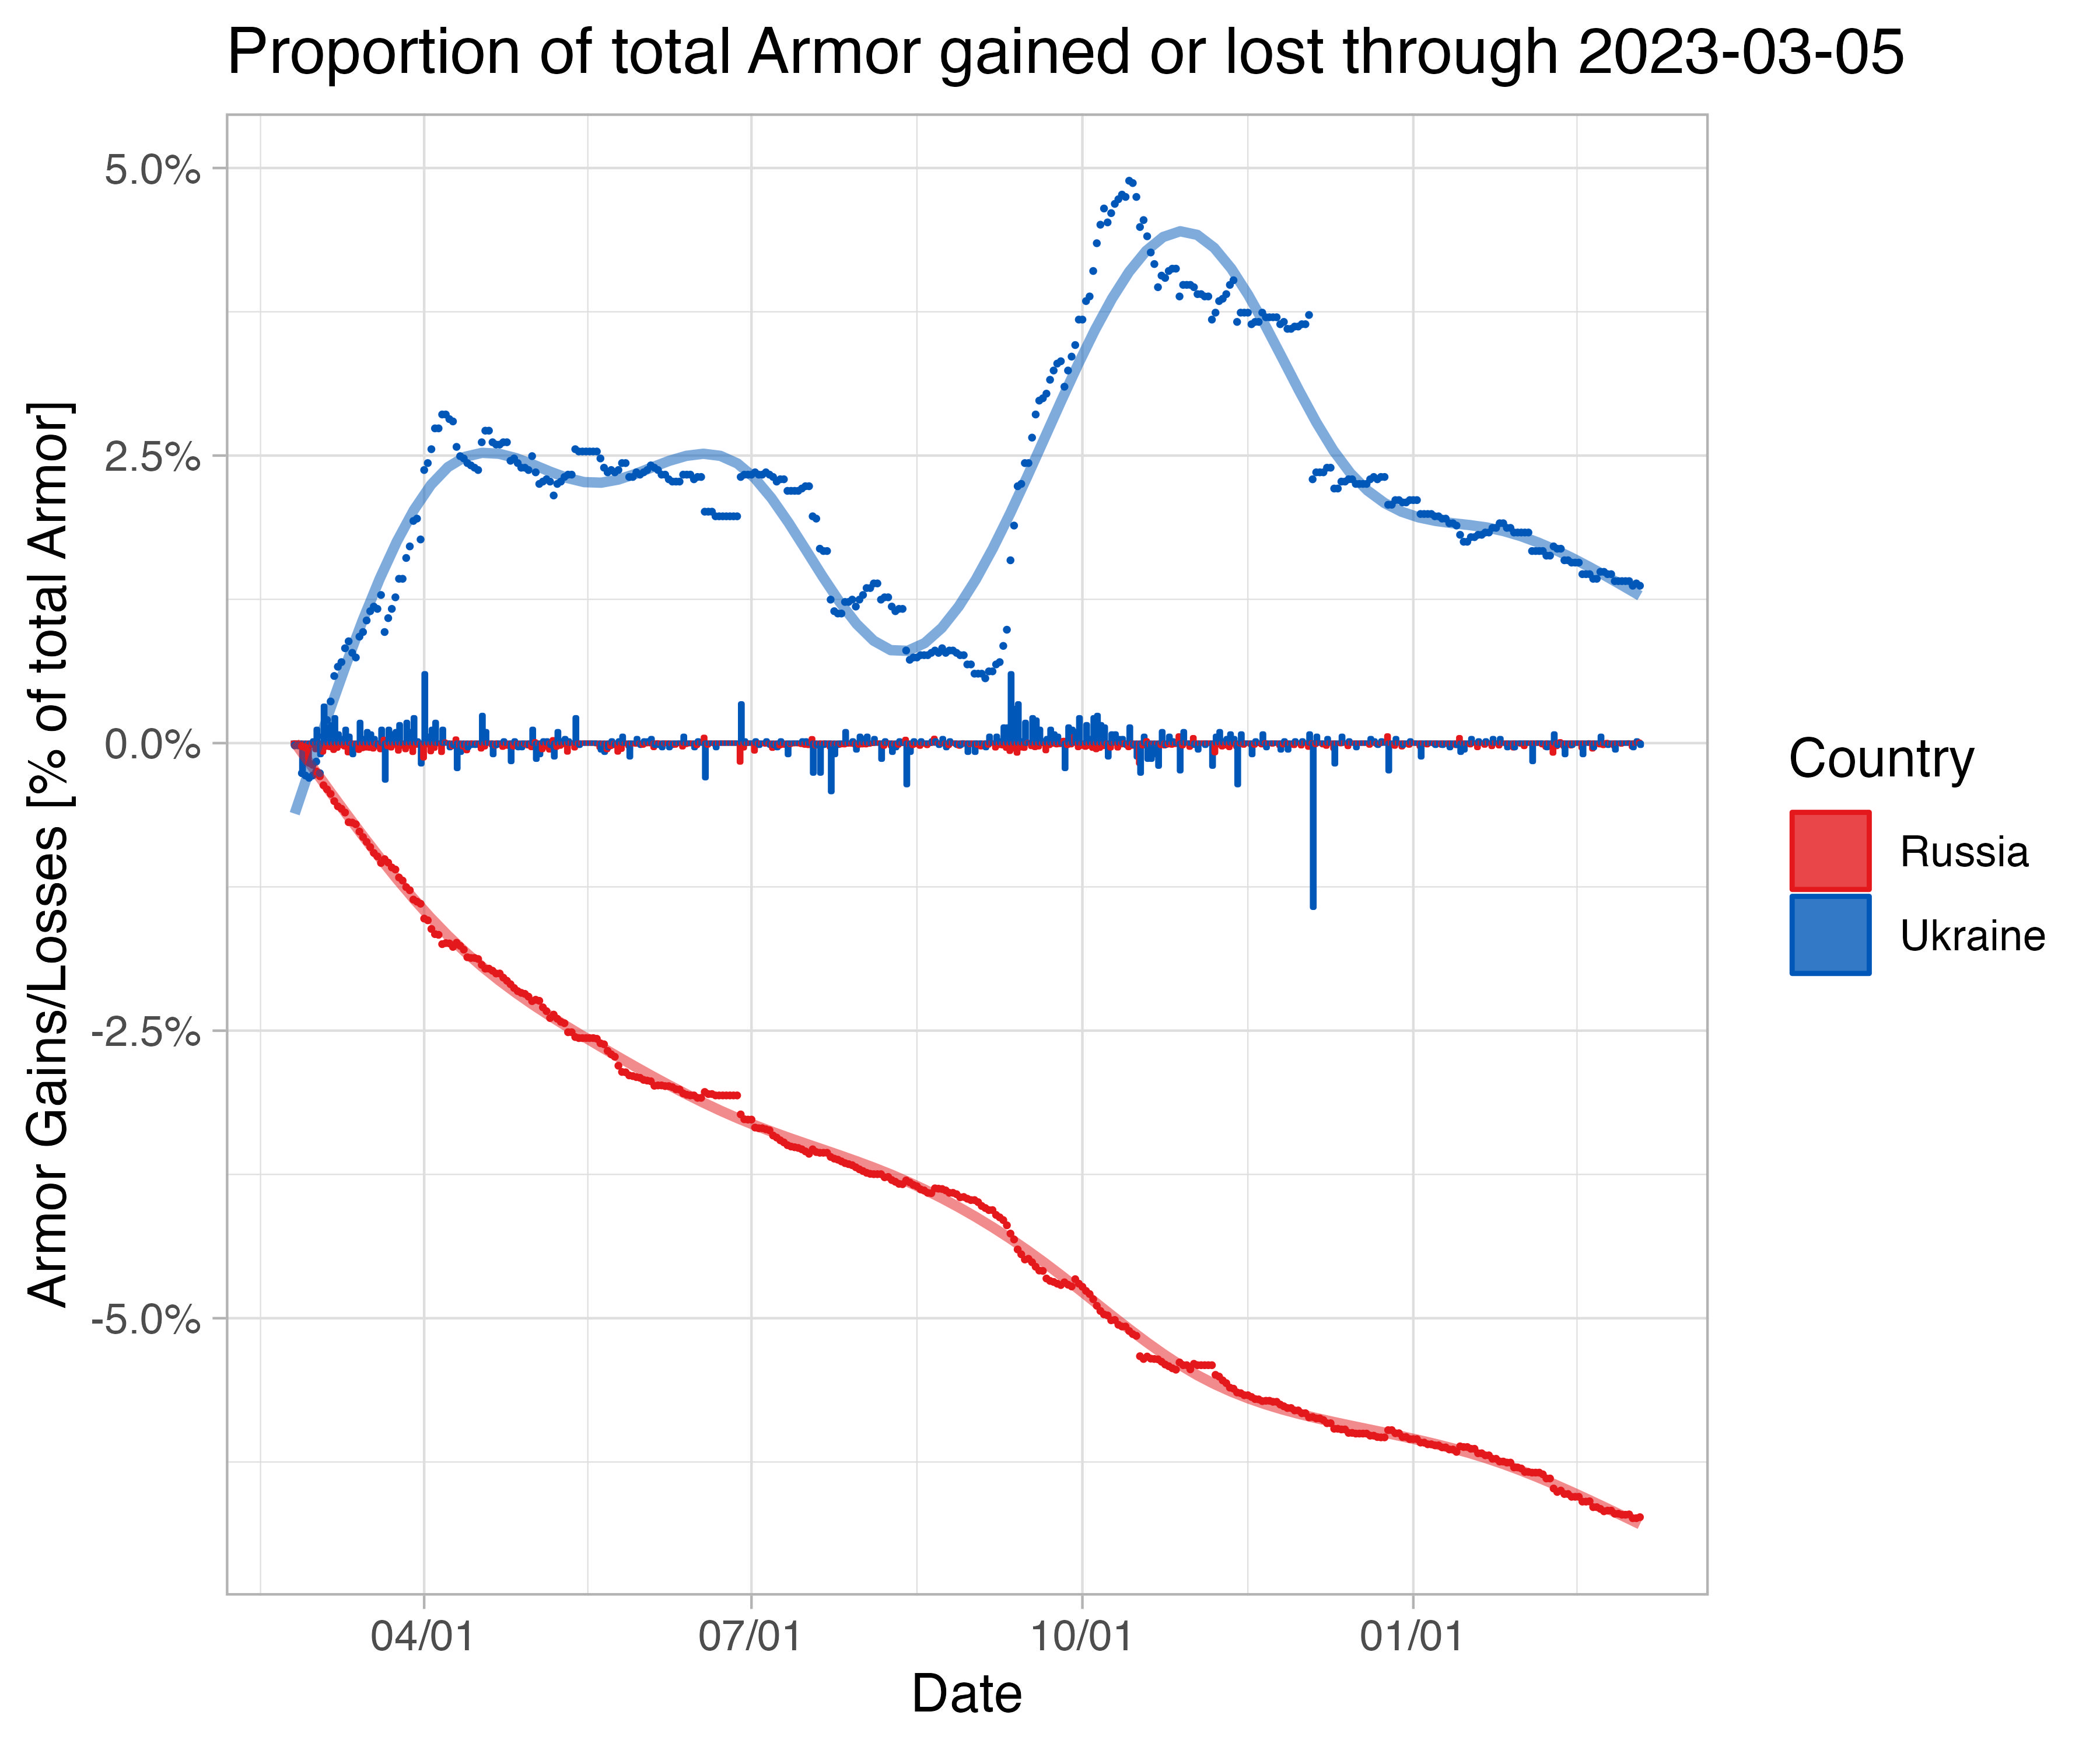 Proportion of total Armor gained or lost through 2023-03-05
Armor Gains/Losses [% of total Armor]
5.0%
2.5%
0.0%
-2.5%
-5.0%
04/01
07/01
10/01
01/01
Date
Country
Russia
Ukraine